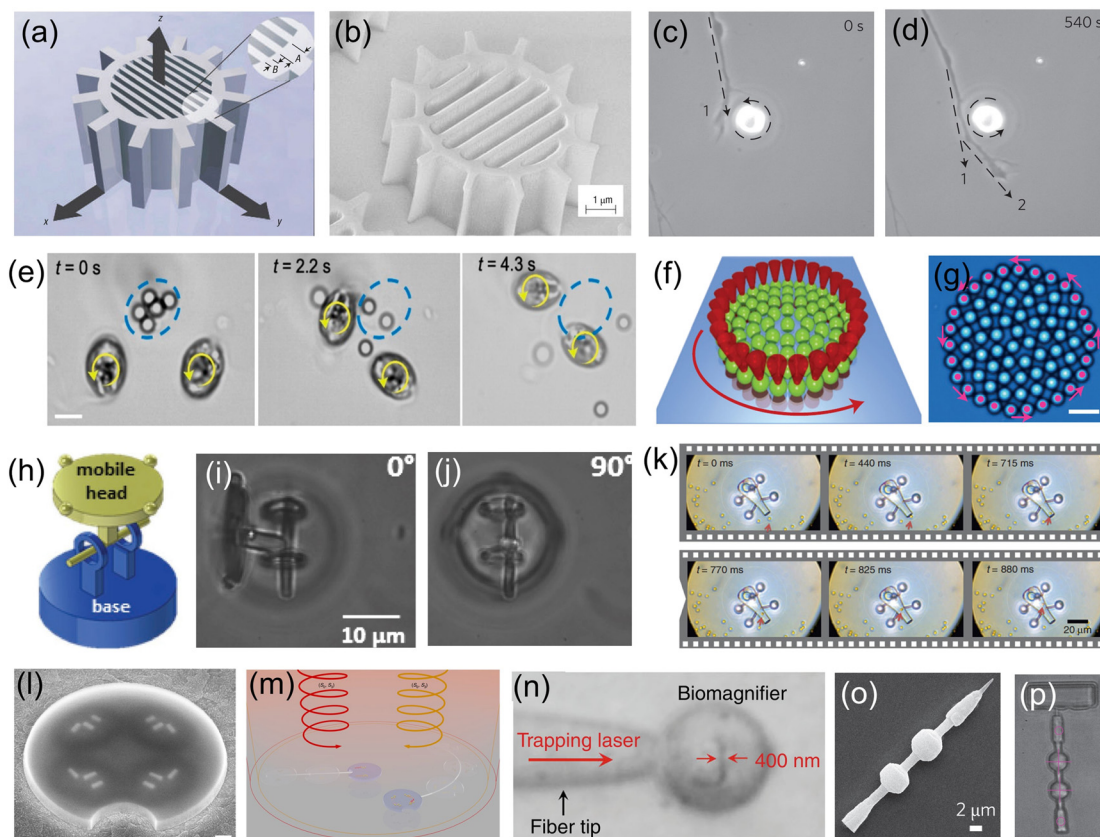 (a)
z
B
A
x
y
(b)
1 μm
(c)
0 s
1
(d)
540 s
1
2
(e)
t = 0 s
t = 2.2 s
t = 4.3 s
(f)
(g)
(h)
mobile
head
base
(i)
0°
10 μm
(j)
90°
(k)
t = 0 ms
t = 440 ms
t = 715 ms
t = 770 ms
t = 825 ms
t = 880 ms
20 μm
(l)
(m)
(n)
Biomagnifier
Trapping laser
400 nm
Fiber tip
(o)
2 μm
(p)